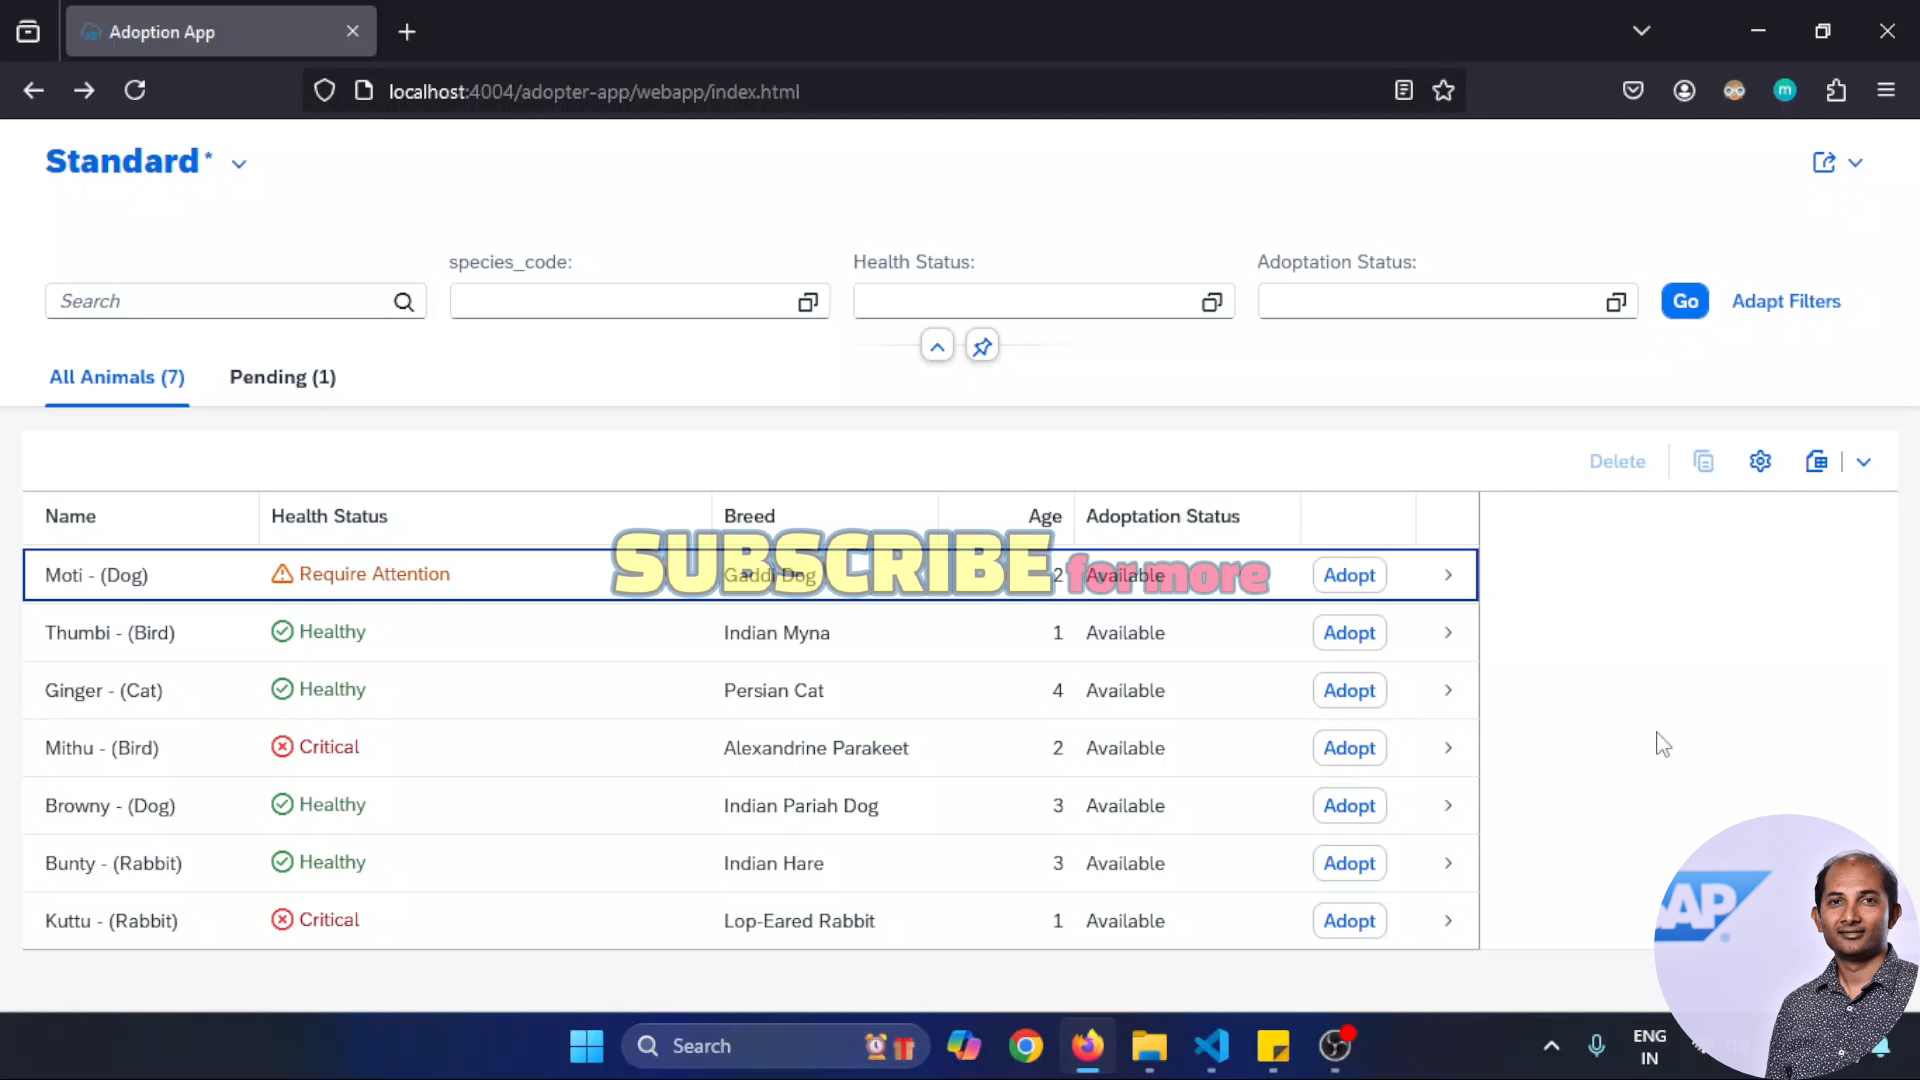 Adoption App
localhost:4004/adopter-app/webapp/index.html
m
Standard *
species_code:
Health Status:
Adoptation Status:
Search
Go
Adapt Filters
All Animals (7)
Pending (1)
Delete
Name
Health Status
Breed
Age
Adoptation Status
Moti - (Dog)
Require Attention
Gaddi Dog
2
Available
Adopt
SUBSCRIBE for more
Thumbi - (Bird)
Healthy
Indian Myna
1
Available
Adopt
Ginger - (Cat)
Healthy
Persian Cat
4
Available
Adopt
Mithu - (Bird)
Critical
Alexandrine Parakeet
2
Available
Adopt
Browny - (Dog)
Healthy
Indian Pariah Dog
3
Available
Adopt
Bunty - (Rabbit)
Healthy
Indian Hare
3
Available
Adopt
Kuttu - (Rabbit)
Critical
Lop-Eared Rabbit
1
Available
Adopt
AP
Search
ENG
IN